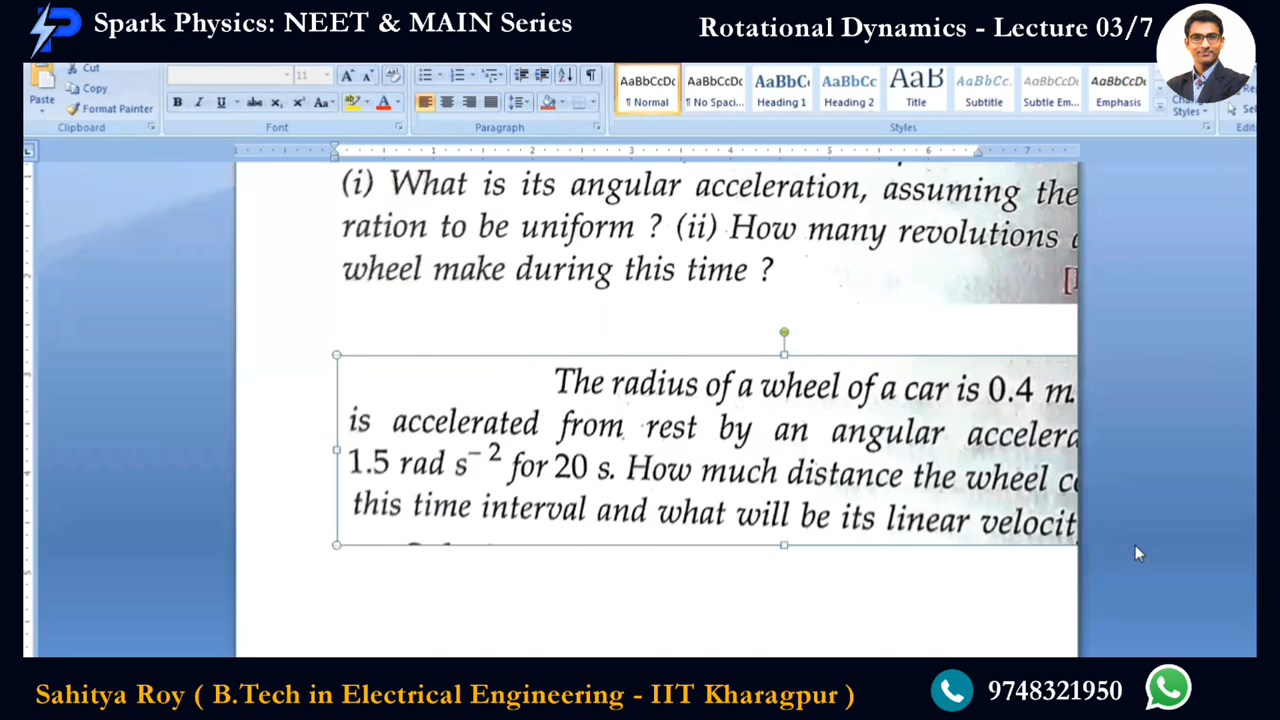 Spark Physics: NEET & MAIN Series
Rotational Dynamics - Lecture 03/7
Cut
Copy
Format Painter
Paste
Clipboard
11
Font
Paragraph
AaBbCcDc
¶ Normal
AaBbCcDc
¶ No Spaci...
AaBbC
Heading 1
AaBbCc
Heading 2
AaB
Title
AaBbCc.
Subtitle
AaBbCcDc
Subtle Em...
AaBbCcDc
Emphasis
Styles
(i) What is its angular acceleration, assuming the
ration to be uniform ? (ii) How many revolutions
wheel make during this time ?
The radius of a wheel of a car is 0.4 m.
is accelerated from rest by an angular accelera
1.5 rad s⁻² for 20 s. How much distance the wheel
this time interval and what will be its linear velocit
Sahitya Roy ( B.Tech in Electrical Engineering - IIT Kharagpur )
9748321950